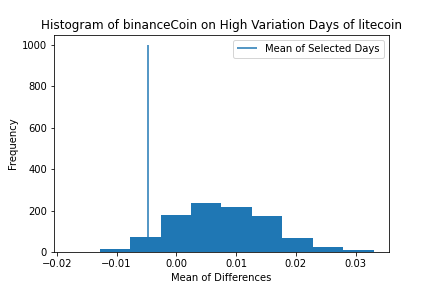 Histogram of binanceCoin on High Variation Days of litecoin
Mean of Selected Days
Frequency
1000
800
600
400
200
0
−0.02 −0.01 0.00 0.01 0.02 0.03
Mean of Differences